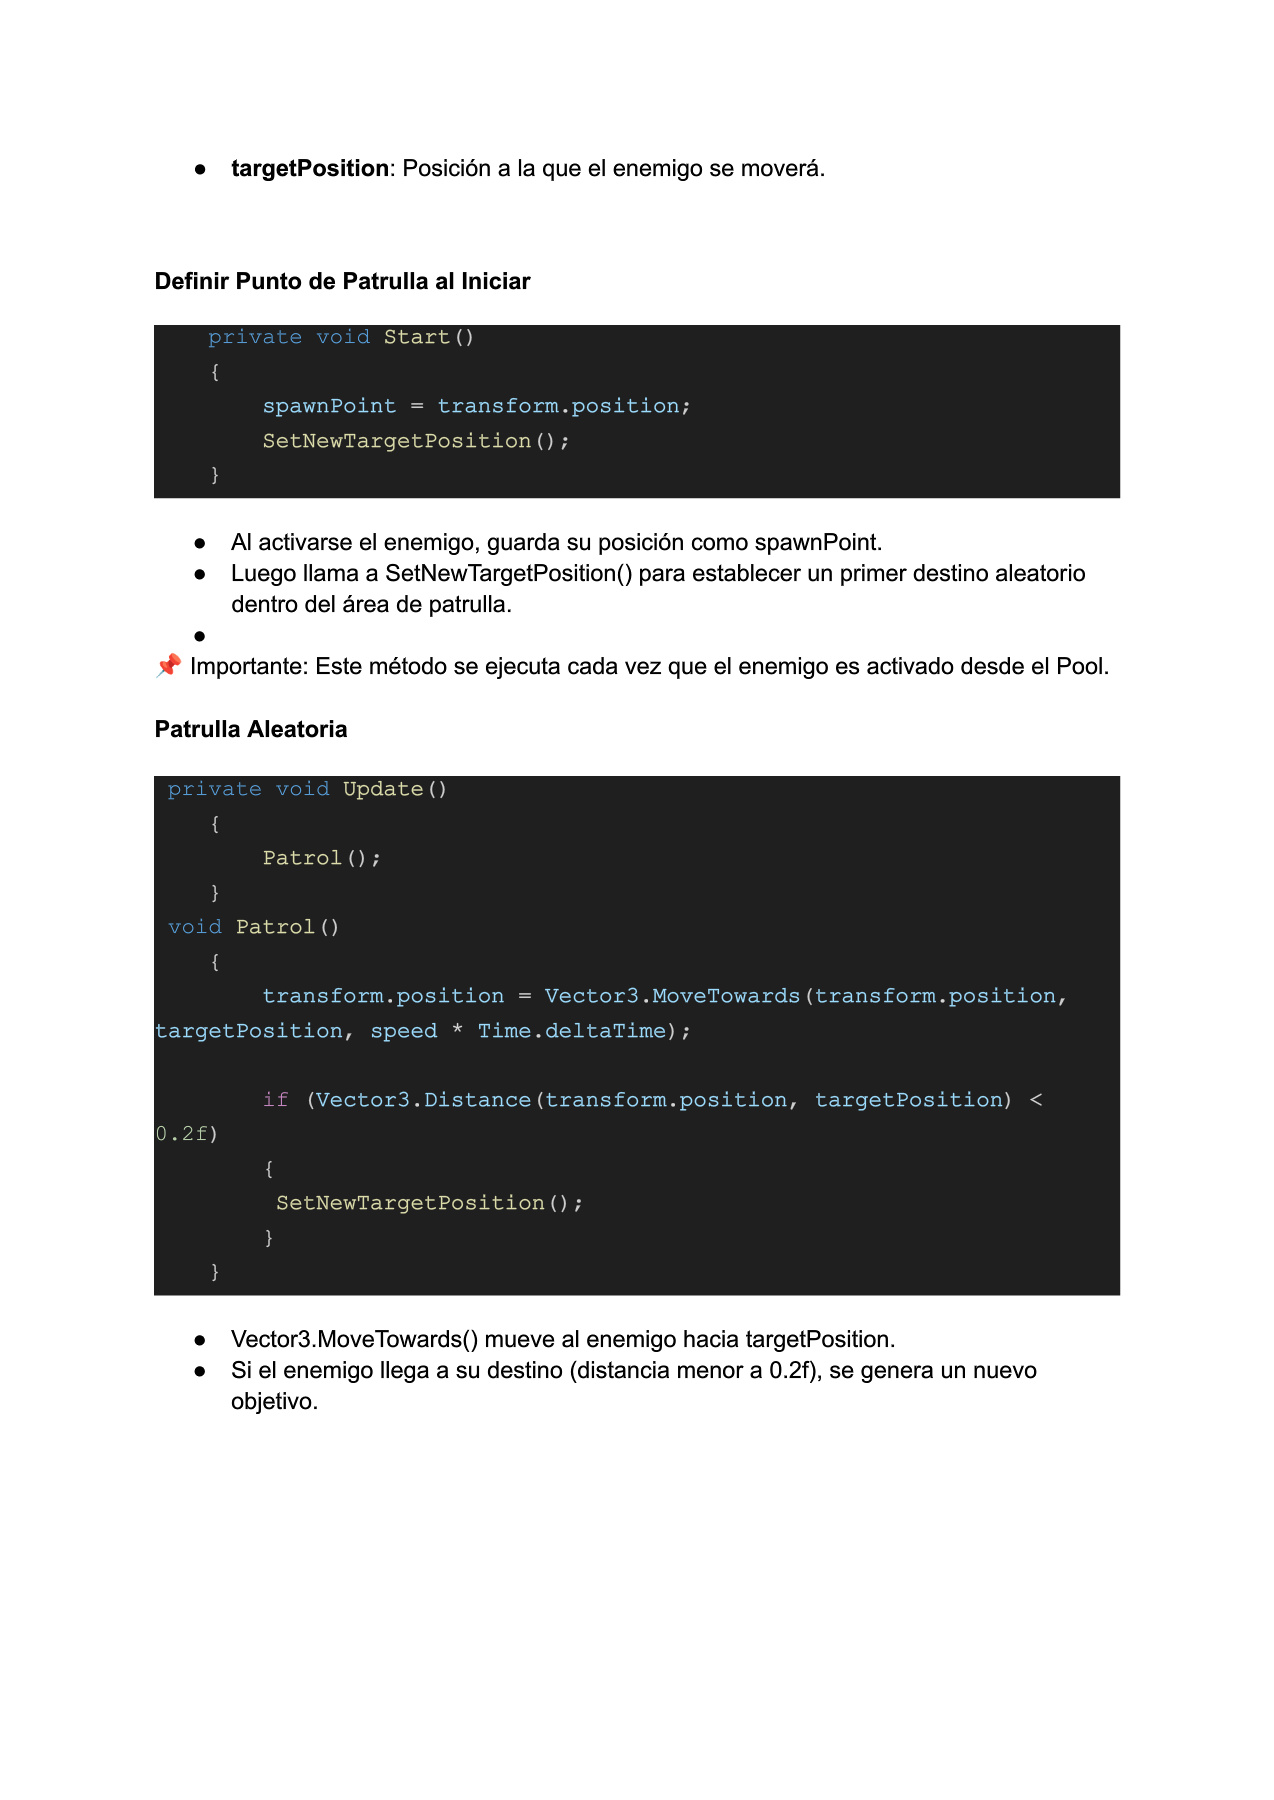 ● targetPosition: Posición a la que el enemigo se moverá.
Definir Punto de Patrulla al Iniciar
    private void Start()
    {
        spawnPoint = transform.position;
        SetNewTargetPosition();
    }
● Al activarse el enemigo, guarda su posición como spawnPoint.
● Luego llama a SetNewTargetPosition() para establecer un primer destino aleatorio
dentro del área de patrulla.
●
📌 Importante: Este método se ejecuta cada vez que el enemigo es activado desde el Pool.
Patrulla Aleatoria
 private void Update()
    {
        Patrol();
    }
 void Patrol()
    {
        transform.position = Vector3.MoveTowards(transform.position,
targetPosition, speed * Time.deltaTime);
        if (Vector3.Distance(transform.position, targetPosition) <
0.2f)
        {
         SetNewTargetPosition();
        }
    }
● Vector3.MoveTowards() mueve al enemigo hacia targetPosition.
● Si el enemigo llega a su destino (distancia menor a 0.2f), se genera un nuevo
objetivo.